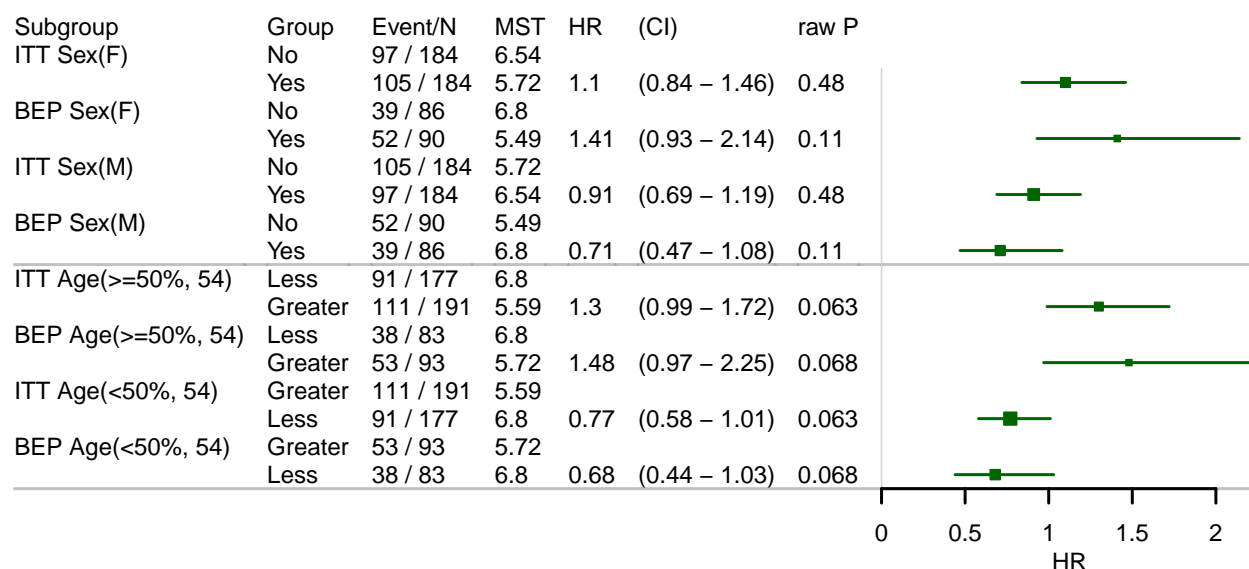 Subgroup Group Event/N MST HR (CI) raw P
ITT Sex(F) No 97 / 184 6.54
Yes 105 / 184 5.72 1.1 (0.84 − 1.46) 0.48
BEP Sex(F) No 39 / 86 6.8
Yes 52 / 90 5.49 1.41 (0.93 − 2.14) 0.11
ITT Sex(M) No 105 / 184 5.72
Yes 97 / 184 6.54 0.91 (0.69 − 1.19) 0.48
BEP Sex(M) No 52 / 90 5.49
Yes 39 / 86 6.8 0.71 (0.47 − 1.08) 0.11
ITT Age(>=50%, 54) Less 91 / 177 6.8
Greater 111 / 191 5.59 1.3 (0.99 − 1.72) 0.063
BEP Age(>=50%, 54) Less 38 / 83 6.8
Greater 53 / 93 5.72 1.48 (0.97 − 2.25) 0.068
ITT Age(<50%, 54) Greater 111 / 191 5.59
Less 91 / 177 6.8 0.77 (0.58 − 1.01) 0.063
BEP Age(<50%, 54) Greater 53 / 93 5.72
Less 38 / 83 6.8 0.68 (0.44 − 1.03) 0.068
0 0.5 1 1.5 2
HR